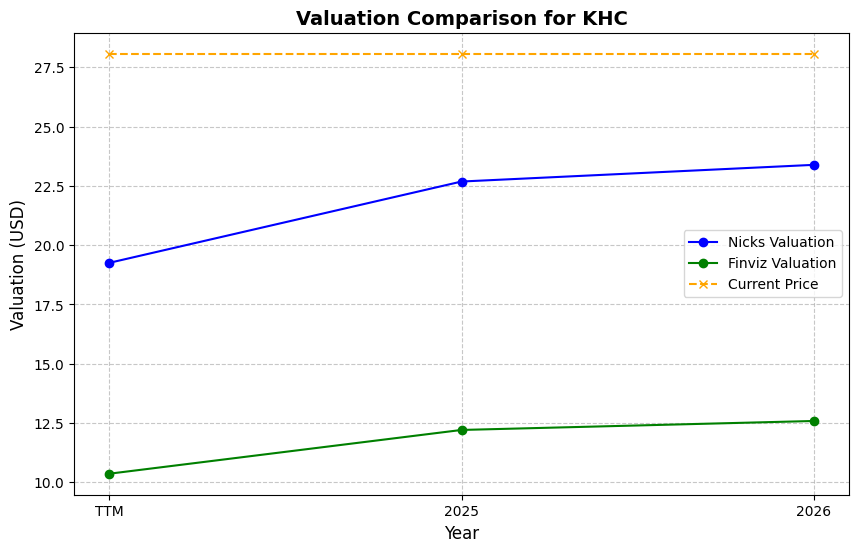 Valuation Comparison for KHC
Valuation (USD)
27.5
25.0
22.5
20.0
17.5
15.0
12.5
10.0
Nicks Valuation
Finviz Valuation
Current Price
TTM
2025
2026
Year